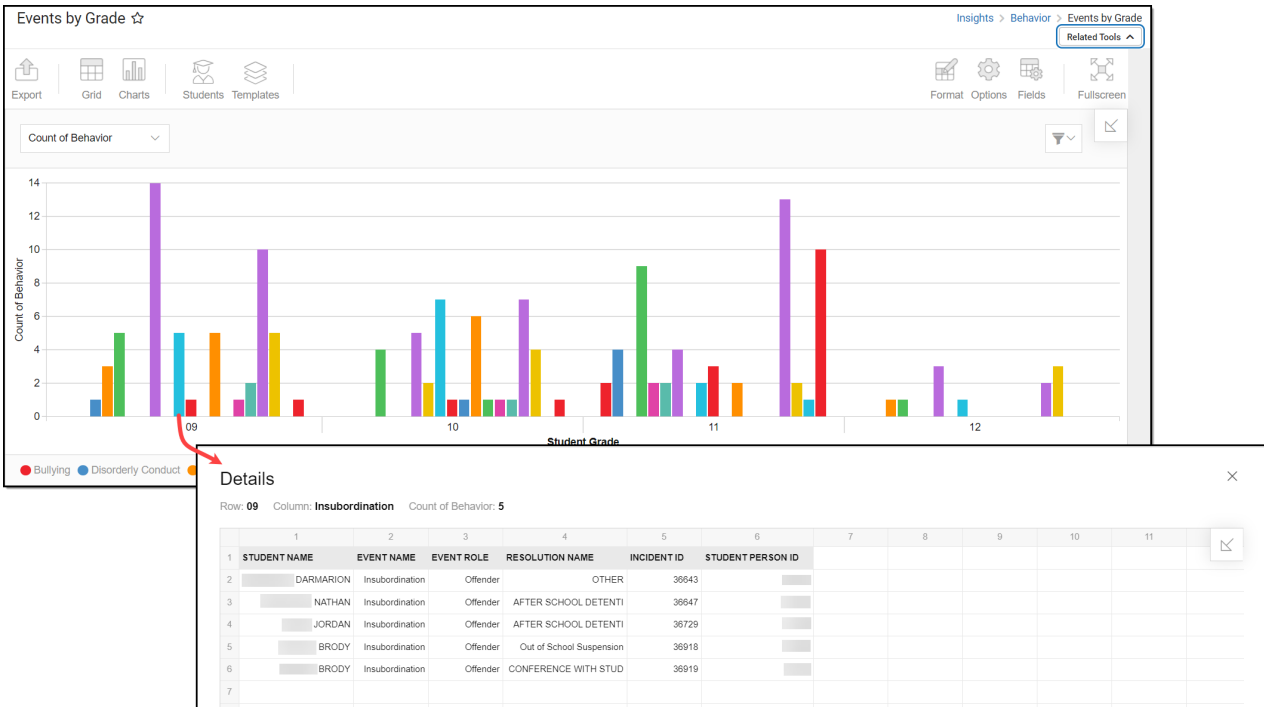 Events by Grade
Insights > Behavior > Events by Grade
Related Tools
Export Grid Charts Students Templates Format Options Fields Fullscreen
Count of Behavior
14
12
10
8
6
4
2
0
Count of Behavior
09 10 11 12
Student Grade
Bullying Disorderly Conduct
Details
Row: 09 Column: Insubordination Count of Behavior: 5
1 2 3 4 5 6 7 8 9 10 11
1 STUDENT NAME EVENT NAME EVENT ROLE RESOLUTION NAME INCIDENT ID STUDENT PERSON ID
2 DARMARION Insubordination Offender OTHER 36643
3 NATHAN Insubordination Offender AFTER SCHOOL DETENTI 36647
4 JORDAN Insubordination Offender AFTER SCHOOL DETENTI 36729
5 BRODY Insubordination Offender Out of School Suspension 36918
6 BRODY Insubordination Offender CONFERENCE WITH STUD 36919
7